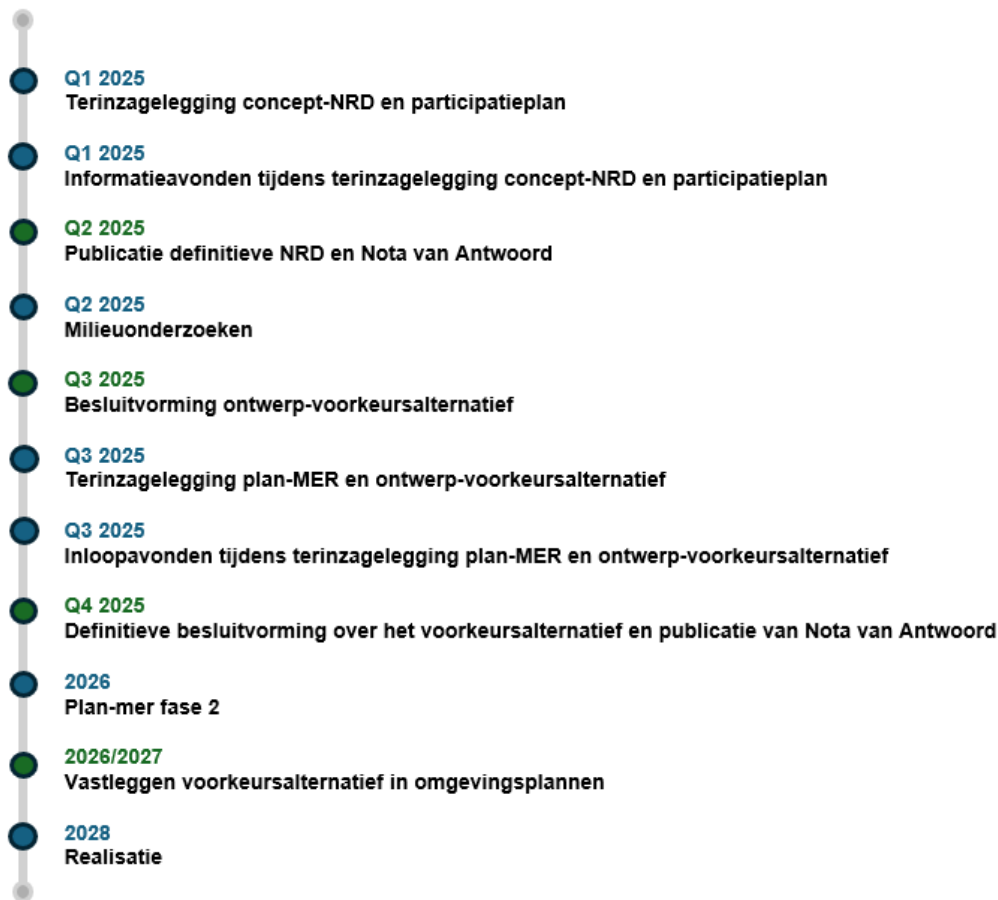 Q1 2025
Terinzagelegging concept-NRD en participatieplan
Q1 2025
Informatieavonden tijdens terinzagelegging concept-NRD en participatieplan
Q2 2025
Publicatie definitieve NRD en Nota van Antwoord
Q2 2025
Milieuonderzoeken
Q3 2025
Besluitvorming ontwerp-voorkeursalternatief
Q3 2025
Terinzagelegging plan-MER en ontwerp-voorkeursalternatief
Q3 2025
Inloopavonden tijdens terinzagelegging plan-MER en ontwerp-voorkeursalternatief
Q4 2025
Definitieve besluitvorming over het voorkeursalternatief en publicatie van Nota van Antwoord
2026
Plan-mer fase 2
2026/2027
Vastleggen voorkeursalternatief in omgevingsplannen
2028
Realisatie